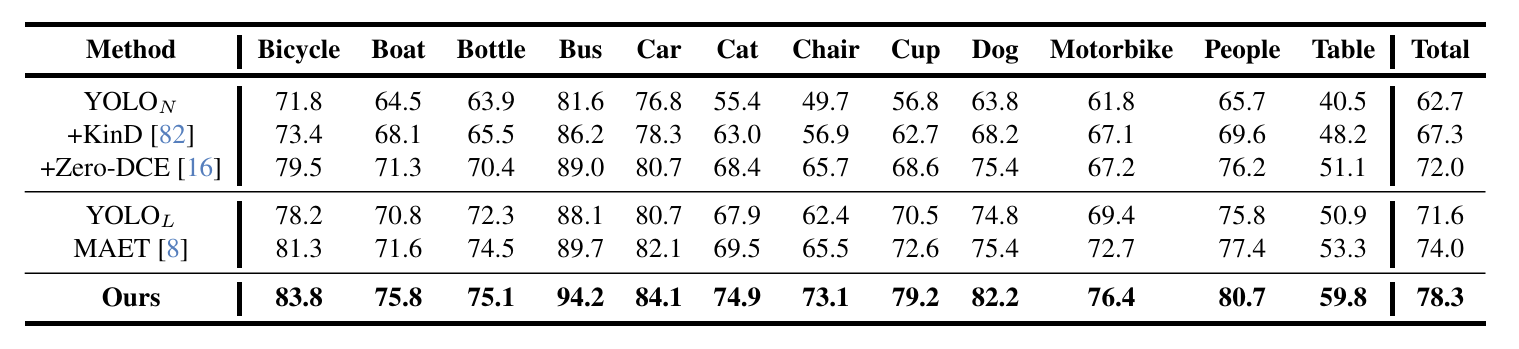 Method Bicycle Boat Bottle Bus Car Cat Chair Cup Dog Motorbike People Table Total
YOLO_N 71.8 64.5 63.9 81.6 76.8 55.4 49.7 56.8 63.8 61.8 65.7 40.5 62.7
+KinD [82] 73.4 68.1 65.5 86.2 78.3 63.0 56.9 62.7 68.2 67.1 69.6 48.2 67.3
+Zero-DCE [16] 79.5 71.3 70.4 89.0 80.7 68.4 65.7 68.6 75.4 67.2 76.2 51.1 72.0
YOLO_L 78.2 70.8 72.3 88.1 80.7 67.9 62.4 70.5 74.8 69.4 75.8 50.9 71.6
MAET [8] 81.3 71.6 74.5 89.7 82.1 69.5 65.5 72.6 75.4 72.7 77.4 53.3 74.0
Ours 83.8 75.8 75.1 94.2 84.1 74.9 73.1 79.2 82.2 76.4 80.7 59.8 78.3